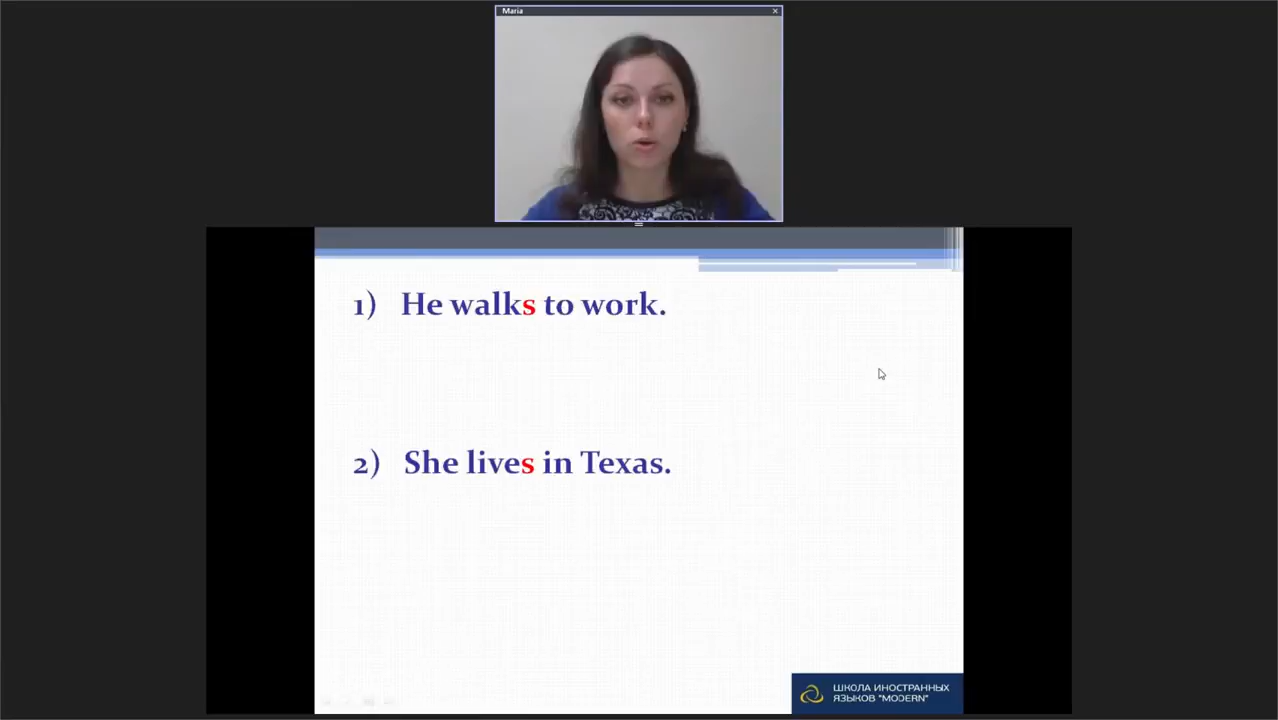 Maria
1) He walks to work.
2) She lives in Texas.
ШКОЛА ИНОСТРАННЫХ
ЯЗЫКОВ "MODERN"